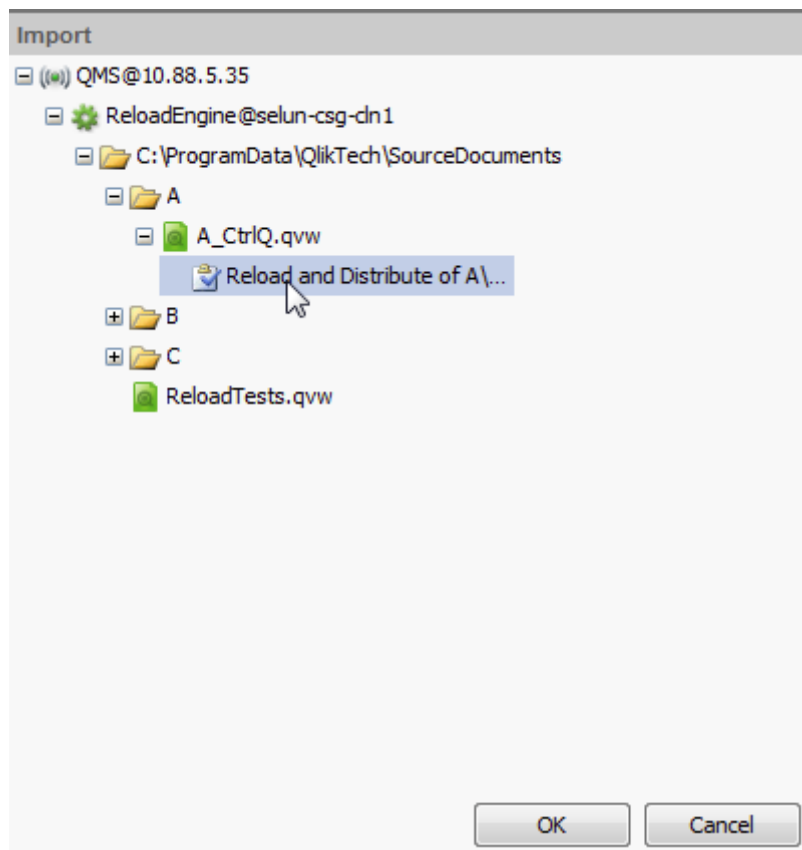 Import
QMS@10.88.5.35
ReloadEngine@selun-csg-cln1
C:\ProgramData\QlikTech\SourceDocuments
A
A_CtrlQ.qvw
Reload and Distribute of A\...
B
C
ReloadTests.qvw
OK Cancel